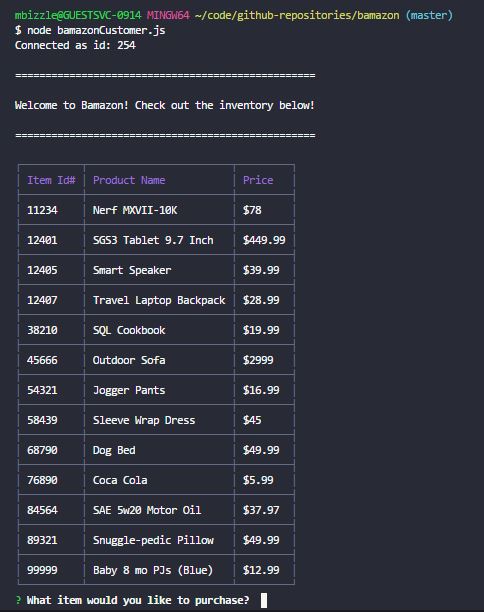 mbizzle@GUESTSVC-0914 MINGW64 ~/code/github-repositories/bamazon (master)
$ node bamazonCustomer.js
Connected as id: 254
==================================================
Welcome to Bamazon! Check out the inventory below!
==================================================
Item Id# Product Name Price
11234 Nerf MXVII-10K $78
12401 SGS3 Tablet 9.7 Inch $449.99
12405 Smart Speaker $39.99
12407 Travel Laptop Backpack $28.99
38210 SQL Cookbook $19.99
45666 Outdoor Sofa $2999
54321 Jogger Pants $16.99
58439 Sleeve Wrap Dress $45
68790 Dog Bed $49.99
76890 Coca Cola $5.99
84564 SAE 5w20 Motor Oil $37.97
89321 Snuggle-pedic Pillow $49.99
99999 Baby 8 mo PJs (Blue) $12.99
? What item would you like to purchase?